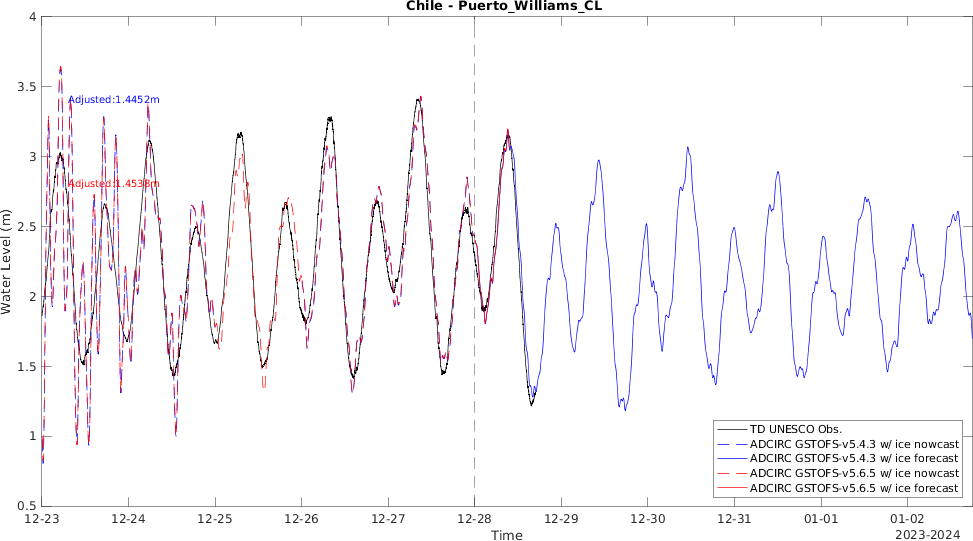 Chile - Puerto_Williams_CL
4
3.5
Adjusted:1.4452m
3
Adjusted:1.4538m
2.5
Water Level (m)
2
1.5
1
0.5
TD UNESCO Obs.
ADCIRC GSTOFS-v5.4.3 w/ ice nowcast
ADCIRC GSTOFS-v5.4.3 w/ ice forecast
ADCIRC GSTOFS-v5.6.5 w/ ice nowcast
ADCIRC GSTOFS-v5.6.5 w/ ice forecast
12-23 12-24 12-25 12-26 12-27 12-28 12-29 12-30 12-31 01-01 01-02
Time
2023-2024